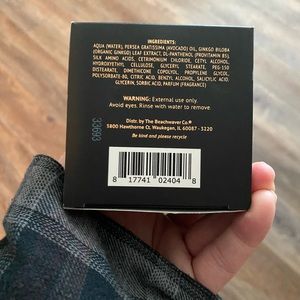 INGREDIENTS:
AQUA (WATER), PERSEA GRATISSIMA (AVOCADO) OIL, GINKGO BILOBA
(ORGANIC GINKGO) LEAF EXTRACT, DL-PANTHENOL (PROVITAMIN B5),
SILK AMINO ACIDS, CETRIMONIUM CHLORIDE, CETYL ALCOHOL,
HYDROXYETHYL CELLULOSE, GLYCERYL STEARATE, PEG-150
DISTEARATE, DIMETHICONE COPOLYOL, PROPYLENE GLYCOL,
POLYSORBATE-80, CITRIC ACID, BENZYL ALCOHOL, SALICYLIC ACID,
GLYCERIN, SORBIC ACID, PARFUM (FRAGRANCE)
WARNING: External use only
Avoid eyes. Rinse with water to remove
Distr. by The Beachwaver Co.®
5800 Hawthorne Ct. Waukegan, IL 60087 - 5220
Be kind and please recycle
8 17741 02404 8